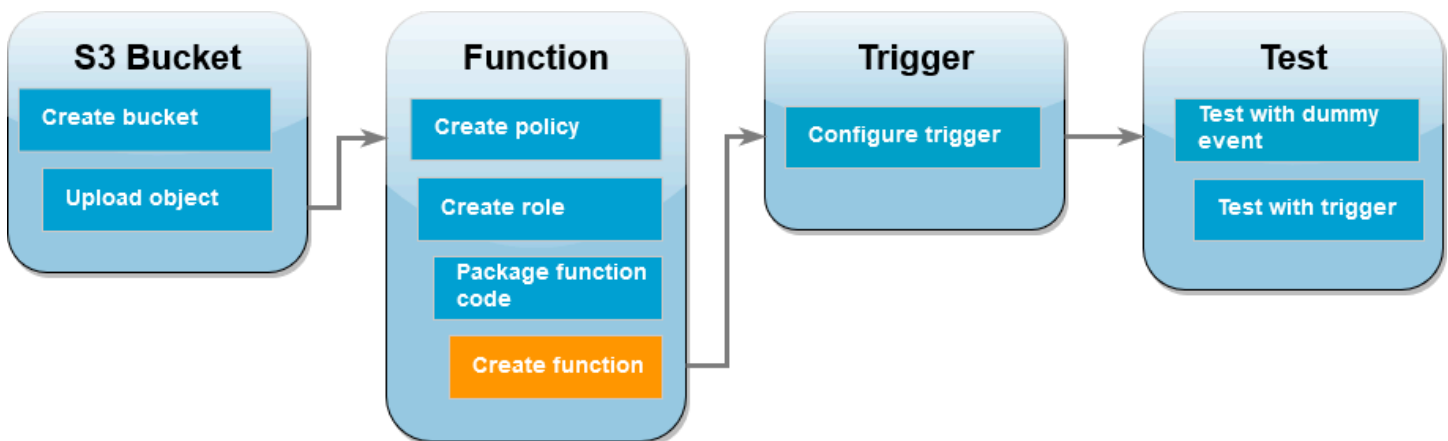 S3 Bucket
Create bucket
Upload object
Function
Create policy
Create role
Package function
code
Create function
Trigger
Configure trigger
Test
Test with dummy
event
Test with trigger